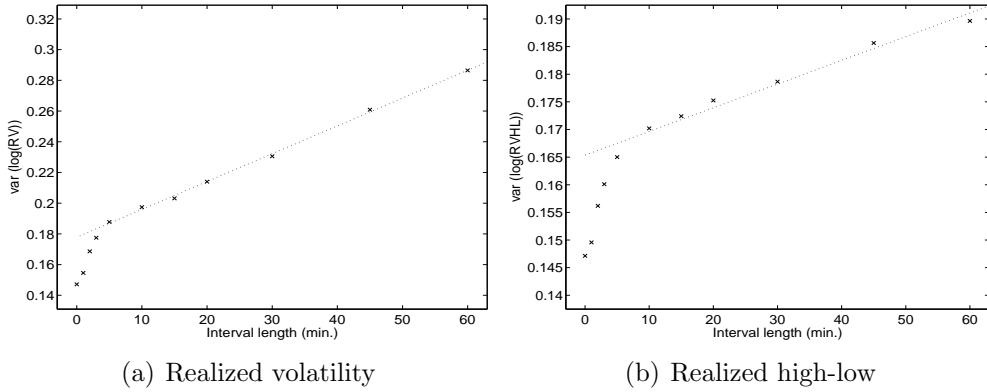 0.32
0.3
0.28
0.26
0.24
0.22
0.2
0.18
0.16
0.14
var (log(RV))
0 10 20 30 40 50 60
Interval length (min.)
(a) Realized volatility
0.19
0.185
0.18
0.175
0.17
0.165
0.16
0.155
0.15
0.145
0.14
var (log(RVHL))
0 10 20 30 40 50 60
Interval length (min.)
(b) Realized high-low